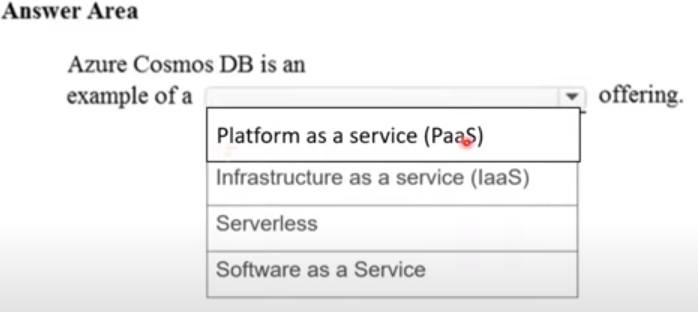 Answer Area
Azure Cosmos DB is an
example of a offering.
Platform as a service (PaaS)
Infrastructure as a service (IaaS)
Serverless
Software as a Service